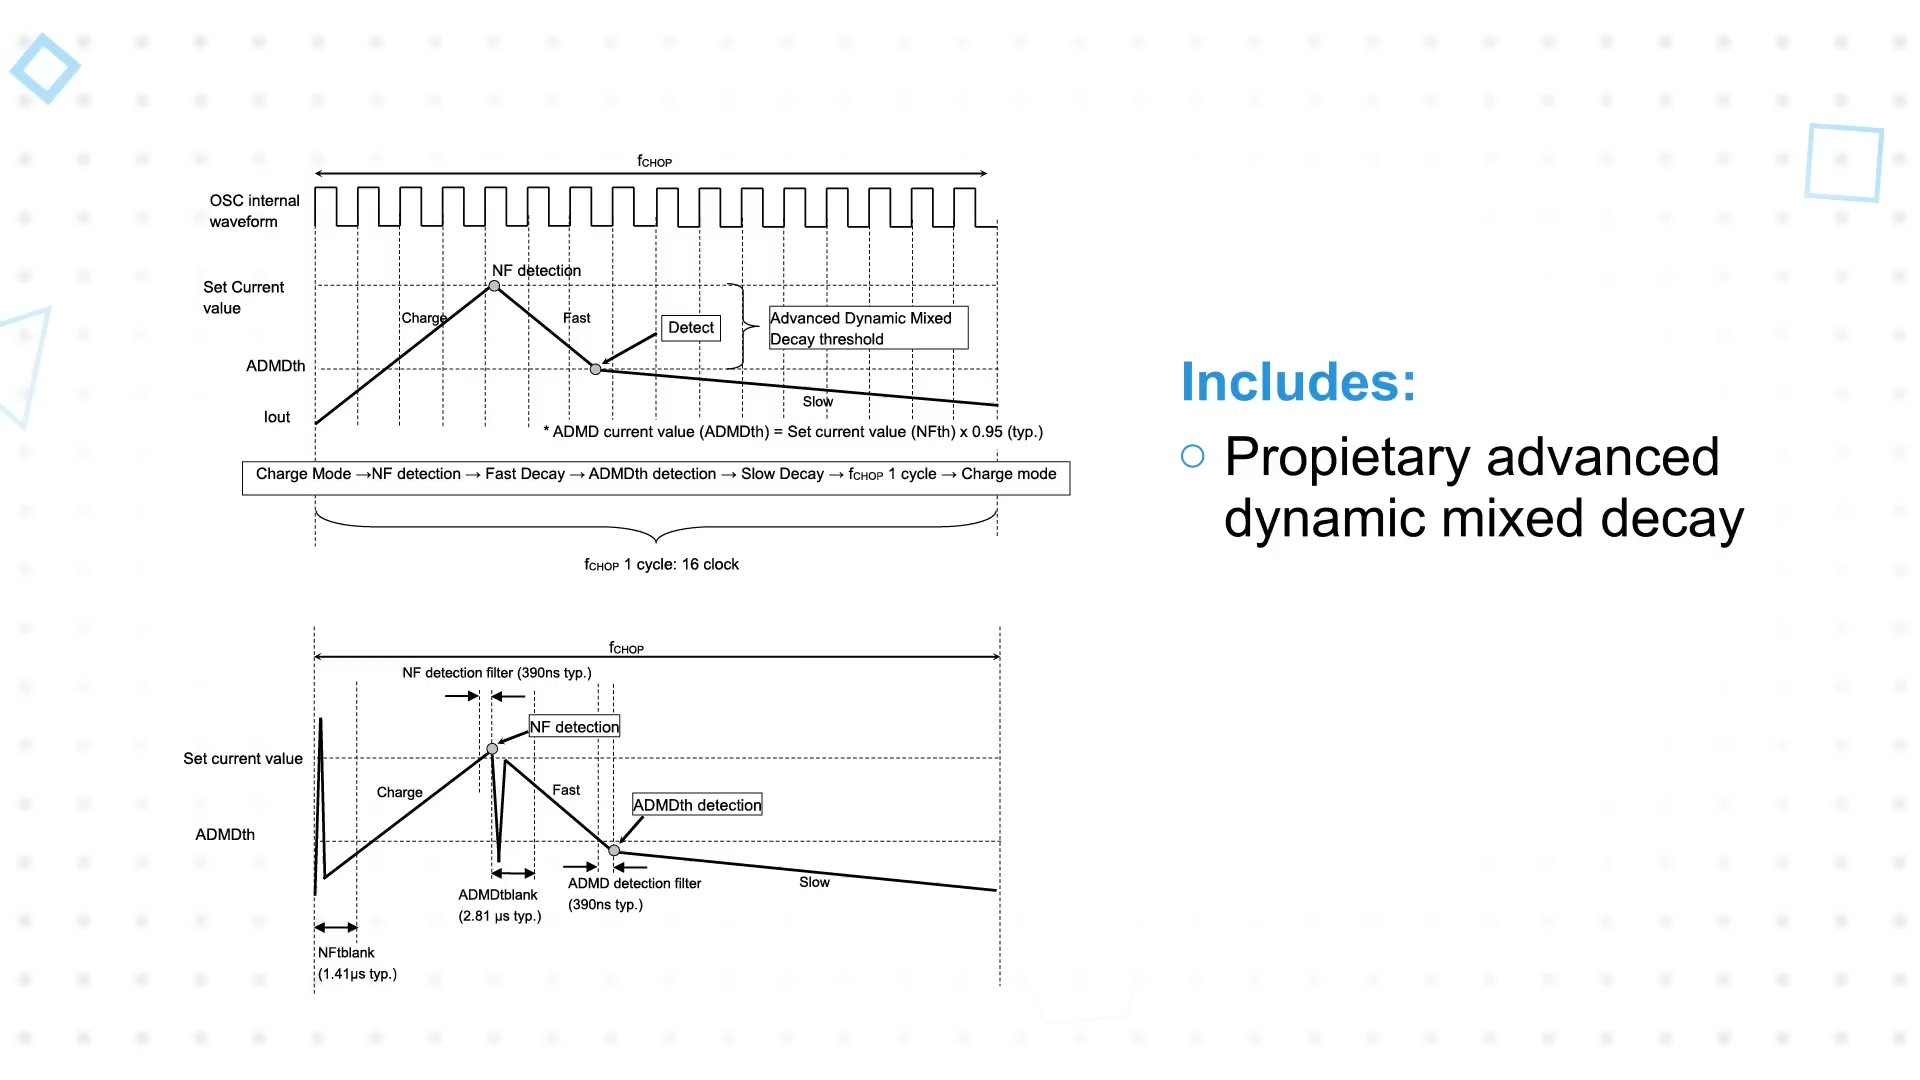 fCHOP
OSC internal
waveform
NF detection
Set Current
value
Charge
Fast
Detect
Advanced Dynamic Mixed
Decay threshold
ADMDth
Slow
Iout
* ADMD current value (ADMDth) = Set current value (NFth) x 0.95 (typ.)
Charge Mode →NF detection → Fast Decay → ADMDth detection → Slow Decay → fCHOP 1 cycle → Charge mode
fCHOP 1 cycle: 16 clock
Includes:
Propietary advanced
dynamic mixed decay
fCHOP
NF detection filter (390ns typ.)
NF detection
Set current value
Charge
Fast
ADMDth detection
ADMDth
Slow
ADMDtblank
(2.81 μs typ.)
ADMD detection filter
(390ns typ.)
NFtblank
(1.41μs typ.)